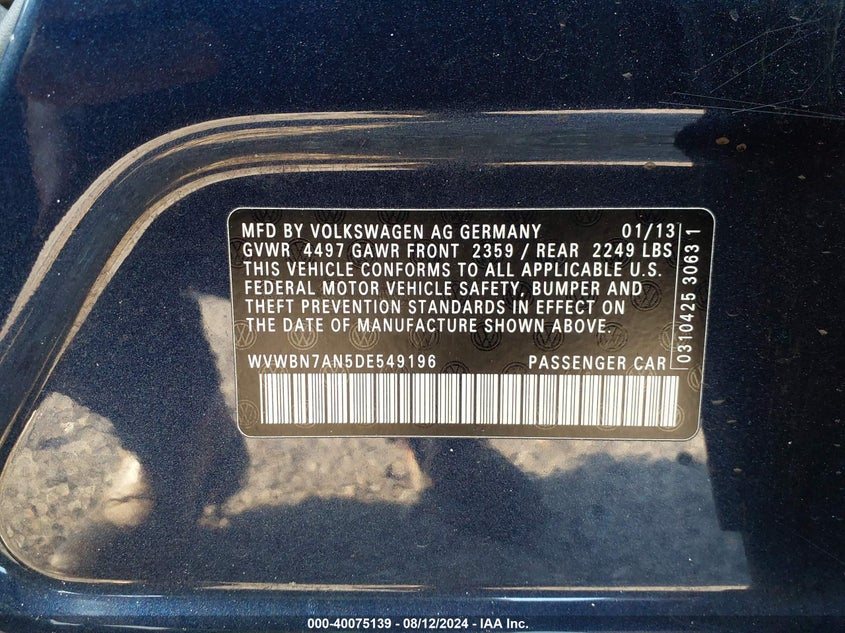 MFD BY VOLKSWAGEN AG GERMANY 01/13
GVWR 4497 GAWR FRONT 2359 / REAR 2249 LBS
THIS VEHICLE CONFORMS TO ALL APPLICABLE U.S.
FEDERAL MOTOR VEHICLE SAFETY, BUMPER AND
THEFT PREVENTION STANDARDS IN EFFECT ON
THE DATE OF MANUFACTURE SHOWN ABOVE.
WVWBN7AN5DE549196 PASSENGER CAR
0310425 3063 1
000-40075139 - 08/12/2024 - IAA Inc.